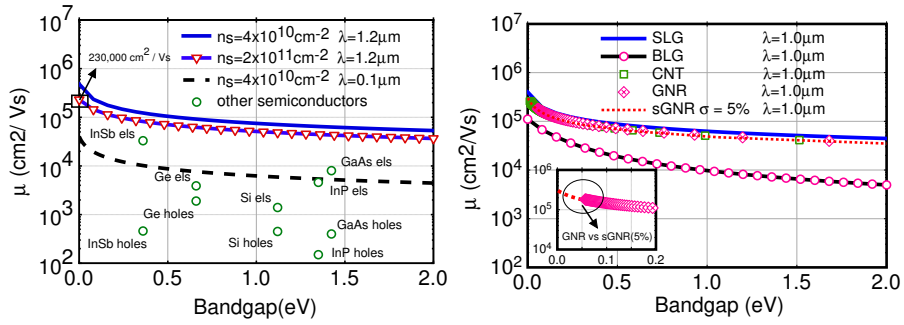 10^7
10^6
10^5
10^4
10^3
10^2
μ (cm2/ Vs)
ns=4x10^10cm-2 λ=1.2μm
ns=2x10^11cm-2 λ=1.2μm
ns=4x10^10cm-2 λ=0.1μm
other semiconductors
230,000 cm^2 / Vs
InSb els
Ge els
Ge holes
InSb holes
Si els
Si holes
GaAs els
InP els
GaAs holes
InP holes
0.0 0.5 1.0 1.5 2.0
Bandgap(eV)
10^7
10^6
10^5
10^4
10^3
10^2
μ (cm2/Vs)
SLG λ=1.0μm
BLG λ=1.0μm
CNT λ=1.0μm
GNR λ=1.0μm
sGNR σ = 5% λ=1.0μm
10^6
10^5
10^4
GNR vs sGNR(5%)
0.0 0.1 0.2
0.0 0.5 1.0 1.5 2.0
Bandgap (eV)